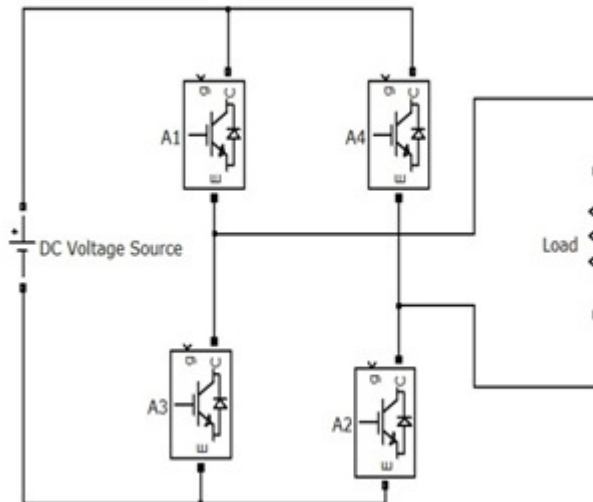 g C
g C
A1
A4
E
E
+
DC Voltage Source
Load
g C
g C
A3
A2
E
E